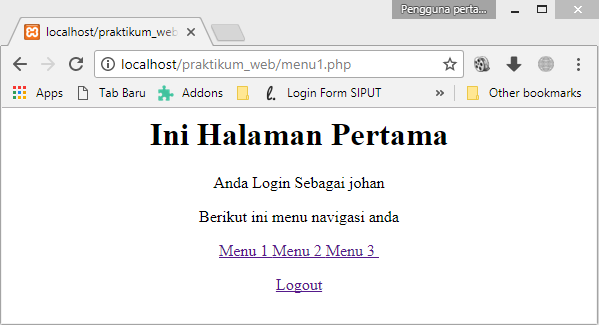 Pengguna perta...
localhost/praktikum_web
localhost/praktikum_web/menu1.php
Apps Tab Baru Addons Login Form SIPUT » Other bookmarks
Ini Halaman Pertama
Anda Login Sebagai johan
Berikut ini menu navigasi anda
Menu 1 Menu 2 Menu 3
Logout